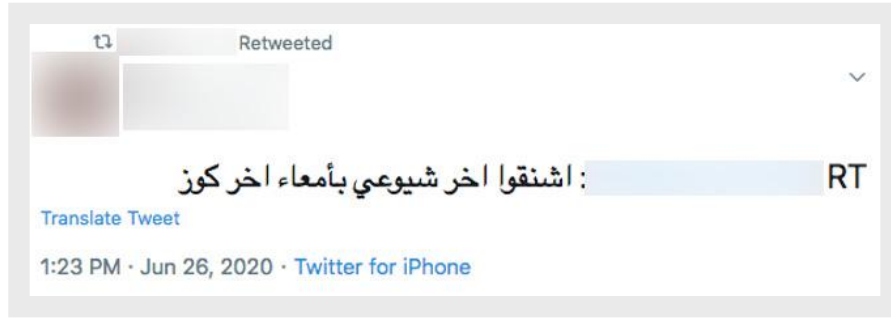 Retweeted
RT : اشنقوا اخر شيوعي بأمعاء اخر كوز
Translate Tweet
1:23 PM · Jun 26, 2020 · Twitter for iPhone